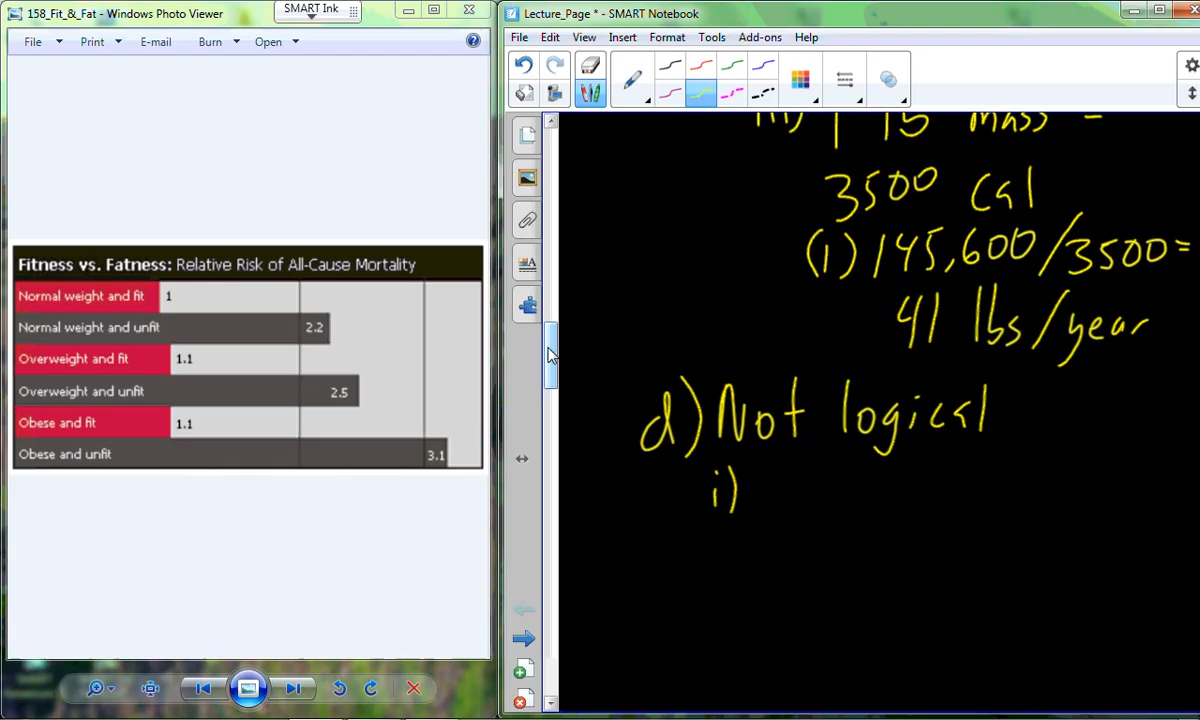 158_Fit_&_Fat - Windows Photo Viewer
SMART Ink
File Print E-mail Burn Open
Fitness vs. Fatness: Relative Risk of All-Cause Mortality
Normal weight and fit 1
Normal weight and unfit 2.2
Overweight and fit 1.1
Overweight and unfit 2.5
Obese and fit 1.1
Obese and unfit 3.1
Lecture_Page * - SMART Notebook
File Edit View Insert Format Tools Add-ons Help
mass =
3500 cal
(1) 145,600/3500=
41 lbs/year
d) Not logical
i)